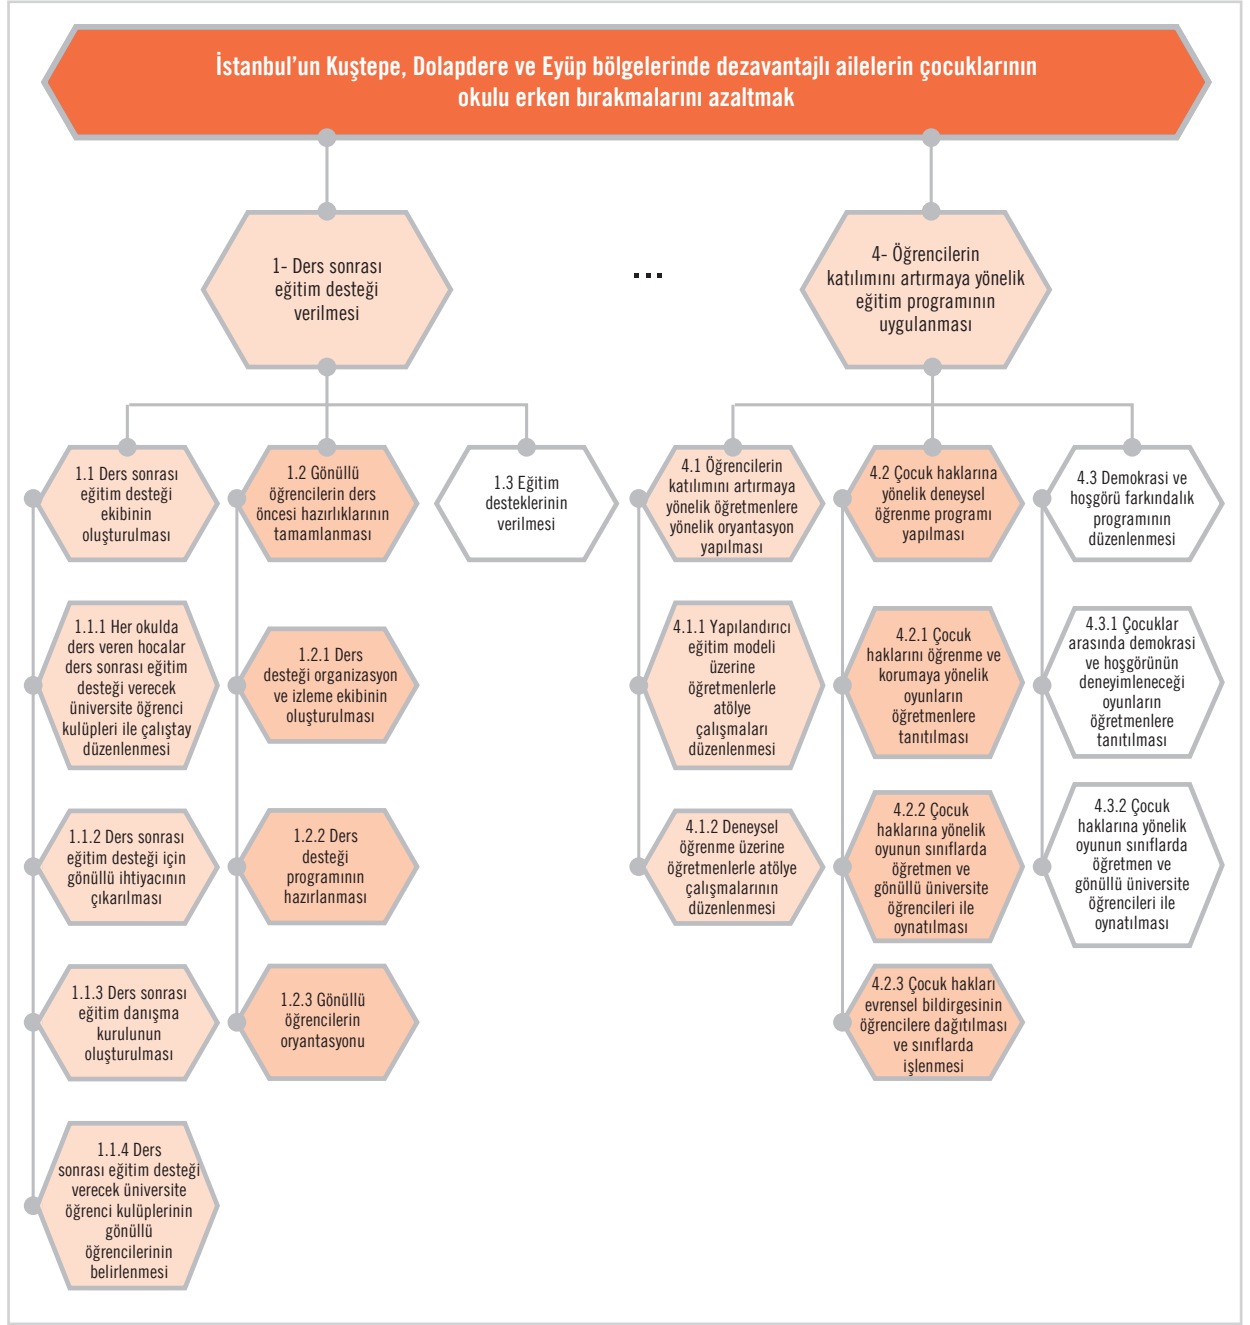 İstanbul'un Kuştepe, Dolapdere ve Eyüp bölgelerinde dezavantajlı ailelerin çocuklarının
okulu erken bırakmalarını azaltmak
1- Ders sonrası
eğitim desteği
verilmesi
...
4- Öğrencilerin
katılımını artırmaya yönelik
eğitim programının
uygulanması
1.1 Ders sonrası
eğitim desteği
ekibinin
oluşturulması
1.2 Gönüllü
öğrencilerin ders
öncesi hazırlıklarının
tamamlanması
1.3 Eğitim
desteklerinin
verilmesi
4.1 Öğrencilerin
katılımını artırmaya
yönelik öğretmenlere
yönelik oryantasyon
yapılması
4.2 Çocuk haklarına
yönelik deneysel
öğrenme programı
yapılması
4.3 Demokrasi ve
hoşgörü farkındalık
programının
düzenlenmesi
1.1.1 Her okulda
ders veren hocalar
ders sonrası eğitim
desteği verecek
üniversite öğrenci
kulüpleri ile çalıştay
düzenlenmesi
1.2.1 Ders
desteği organizasyon
ve izleme ekibinin
oluşturulması
4.1.1 Yapılandırıcı
eğitim modeli
üzerine
öğretmenlerle
atölye
çalışmaları
düzenlenmesi
4.2.1 Çocuk
haklarını öğrenme ve
korumaya yönelik
oyunların
öğretmenlere
tanıtılması
4.3.1 Çocuklar
arasında demokrasi
ve hoşgörünün
deneyimleneceği
oyunların
öğretmenlere
tanıtılması
1.1.2 Ders sonrası
eğitim desteği için
gönüllü ihtiyacının
çıkarılması
1.2.2 Ders
desteği
programının
hazırlanması
4.1.2 Deneysel
öğrenme üzerine
öğretmenlerle atölye
çalışmalarının
düzenlenmesi
4.2.2 Çocuk
haklarına yönelik
oyunun sınıflarda
öğretmen ve
gönüllü üniversite
öğrencileri ile
oynatılması
4.3.2 Çocuk
haklarına yönelik
oyunun sınıflarda
öğretmen ve
gönüllü üniversite
öğrencileri ile
oynatılması
1.1.3 Ders sonrası
eğitim danışma
kurulunun
oluşturulması
1.2.3 Gönüllü
öğrencilerin
oryantasyonu
4.2.3 Çocuk hakları
evrensel bildirgesinin
öğrencilere dağıtılması
ve sınıflarda
işlenmesi
1.1.4 Ders
sonrası eğitim desteği
verecek üniversite
öğrenci kulüplerinin
gönüllü
öğrencilerinin
belirlenmesi